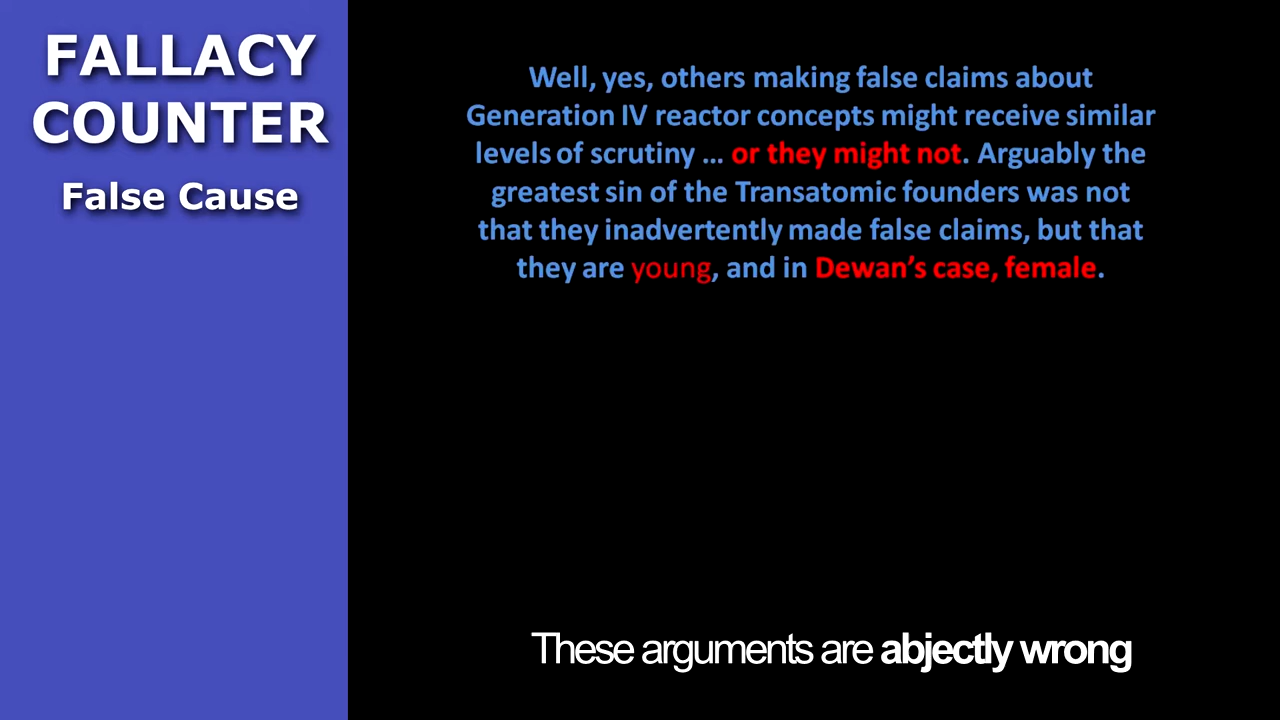 FALLACY
COUNTER
False Cause
Well, yes, others making false claims about
Generation IV reactor concepts might receive similar
levels of scrutiny … or they might not. Arguably the
greatest sin of the Transatomic founders was not
that they inadvertently made false claims, but that
they are young, and in Dewan’s case, female.
These arguments are abjectly wrong